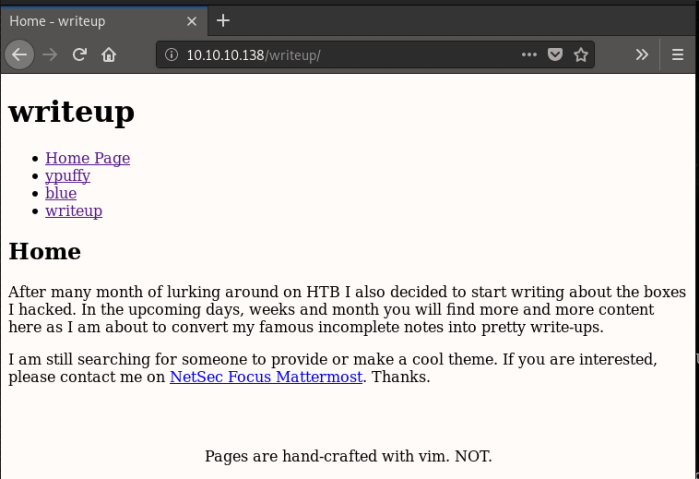 Home - writeup
10.10.10.138/writeup/
writeup
Home Page
ypuffy
blue
writeup
Home
After many month of lurking around on HTB I also decided to start writing about the boxes
I hacked. In the upcoming days, weeks and month you will find more and more content
here as I am about to convert my famous incomplete notes into pretty write-ups.
I am still searching for someone to provide or make a cool theme. If you are interested,
please contact me on NetSec Focus Mattermost. Thanks.
Pages are hand-crafted with vim. NOT.